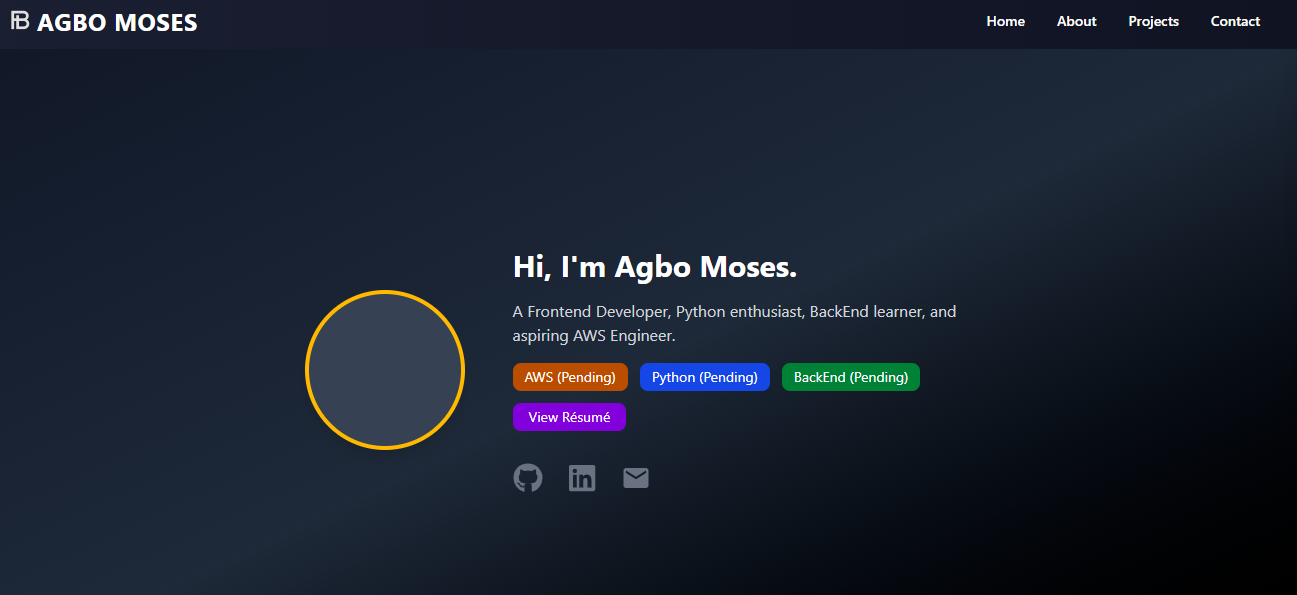 AGBO MOSES
Home About Projects Contact
Hi, I'm Agbo Moses.
A Frontend Developer, Python enthusiast, BackEnd learner, and
aspiring AWS Engineer.
AWS (Pending) Python (Pending) BackEnd (Pending)
View Résumé
in